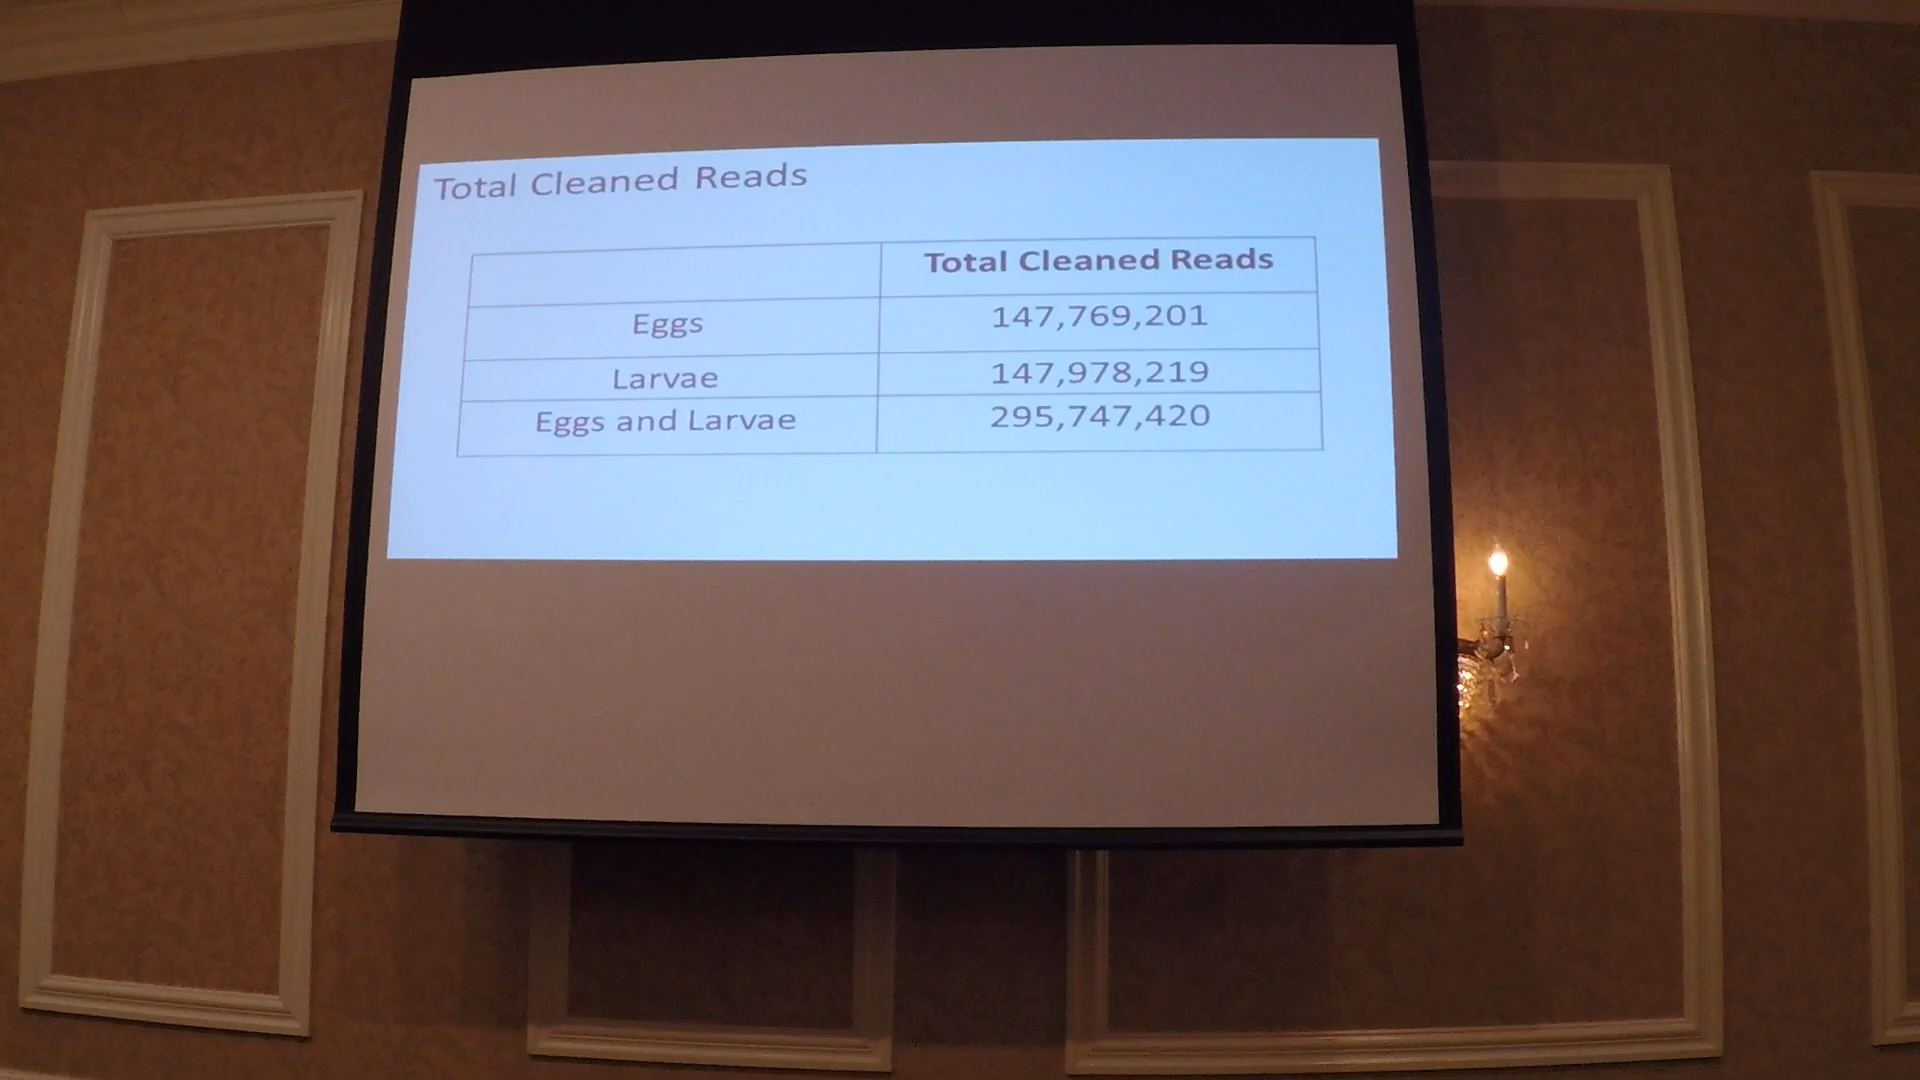 Total Cleaned Reads
Total Cleaned Reads
Eggs 147,769,201
Larvae 147,978,219
Eggs and Larvae 295,747,420